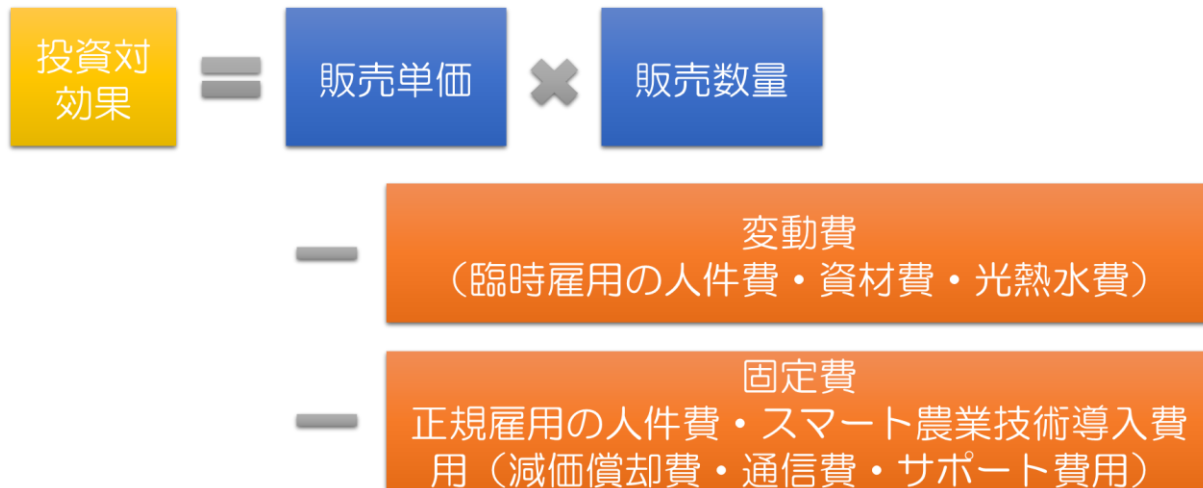 投資対
効果
販売単価
販売数量
変動費
（臨時雇用の人件費・資材費・光熱水費）
固定費
正規雇用の人件費・スマート農業技術導入費
用（減価償却費・通信費・サポート費用）